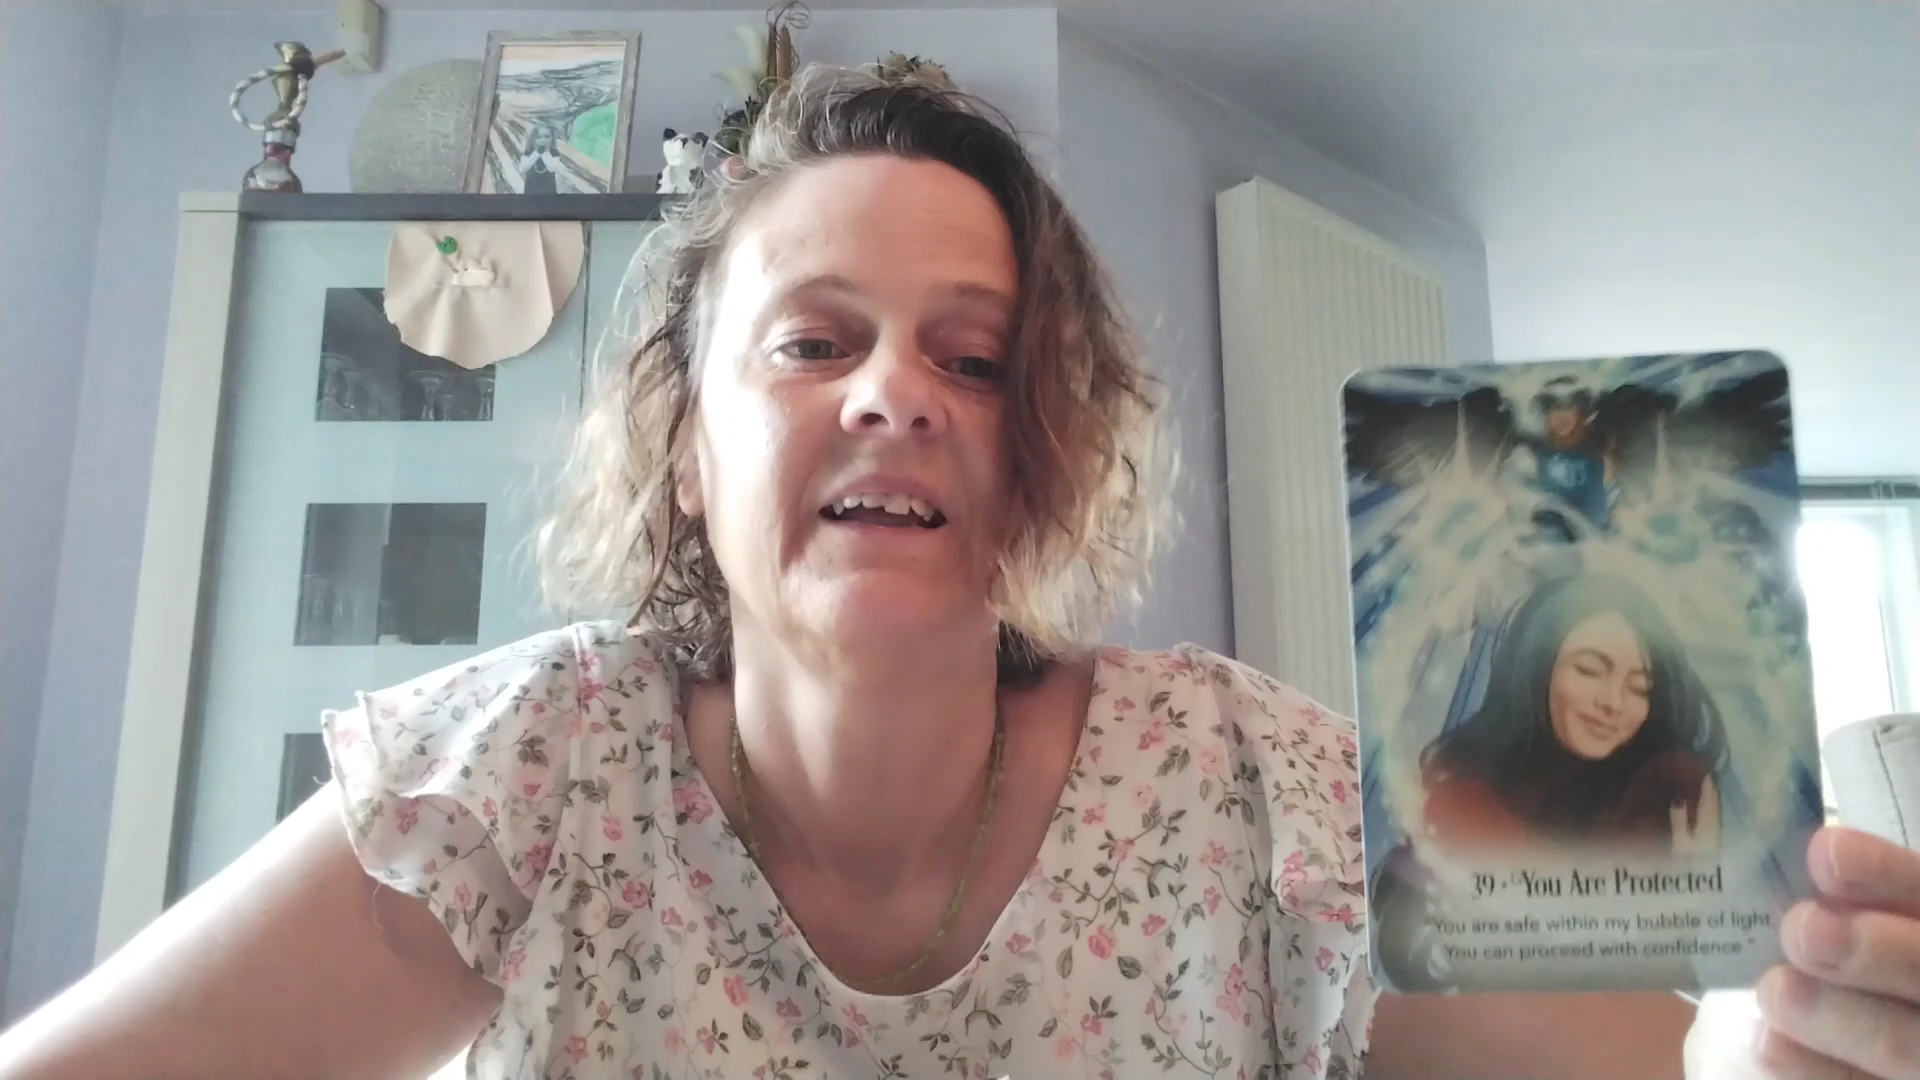 39 • You Are Protected
"You are safe within my bubble of light.
You can proceed with confidence."